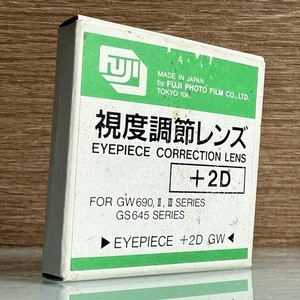 FUJI
MADE IN JAPAN
by FUJI PHOTO FILM CO., LTD.
TOKYO 106.
視度調節レンズ
EYEPIECE CORRECTION LENS
+2D
FOR GW690, II, III SERIES
GS645 SERIES
▶ EYEPIECE +2D GW ◀